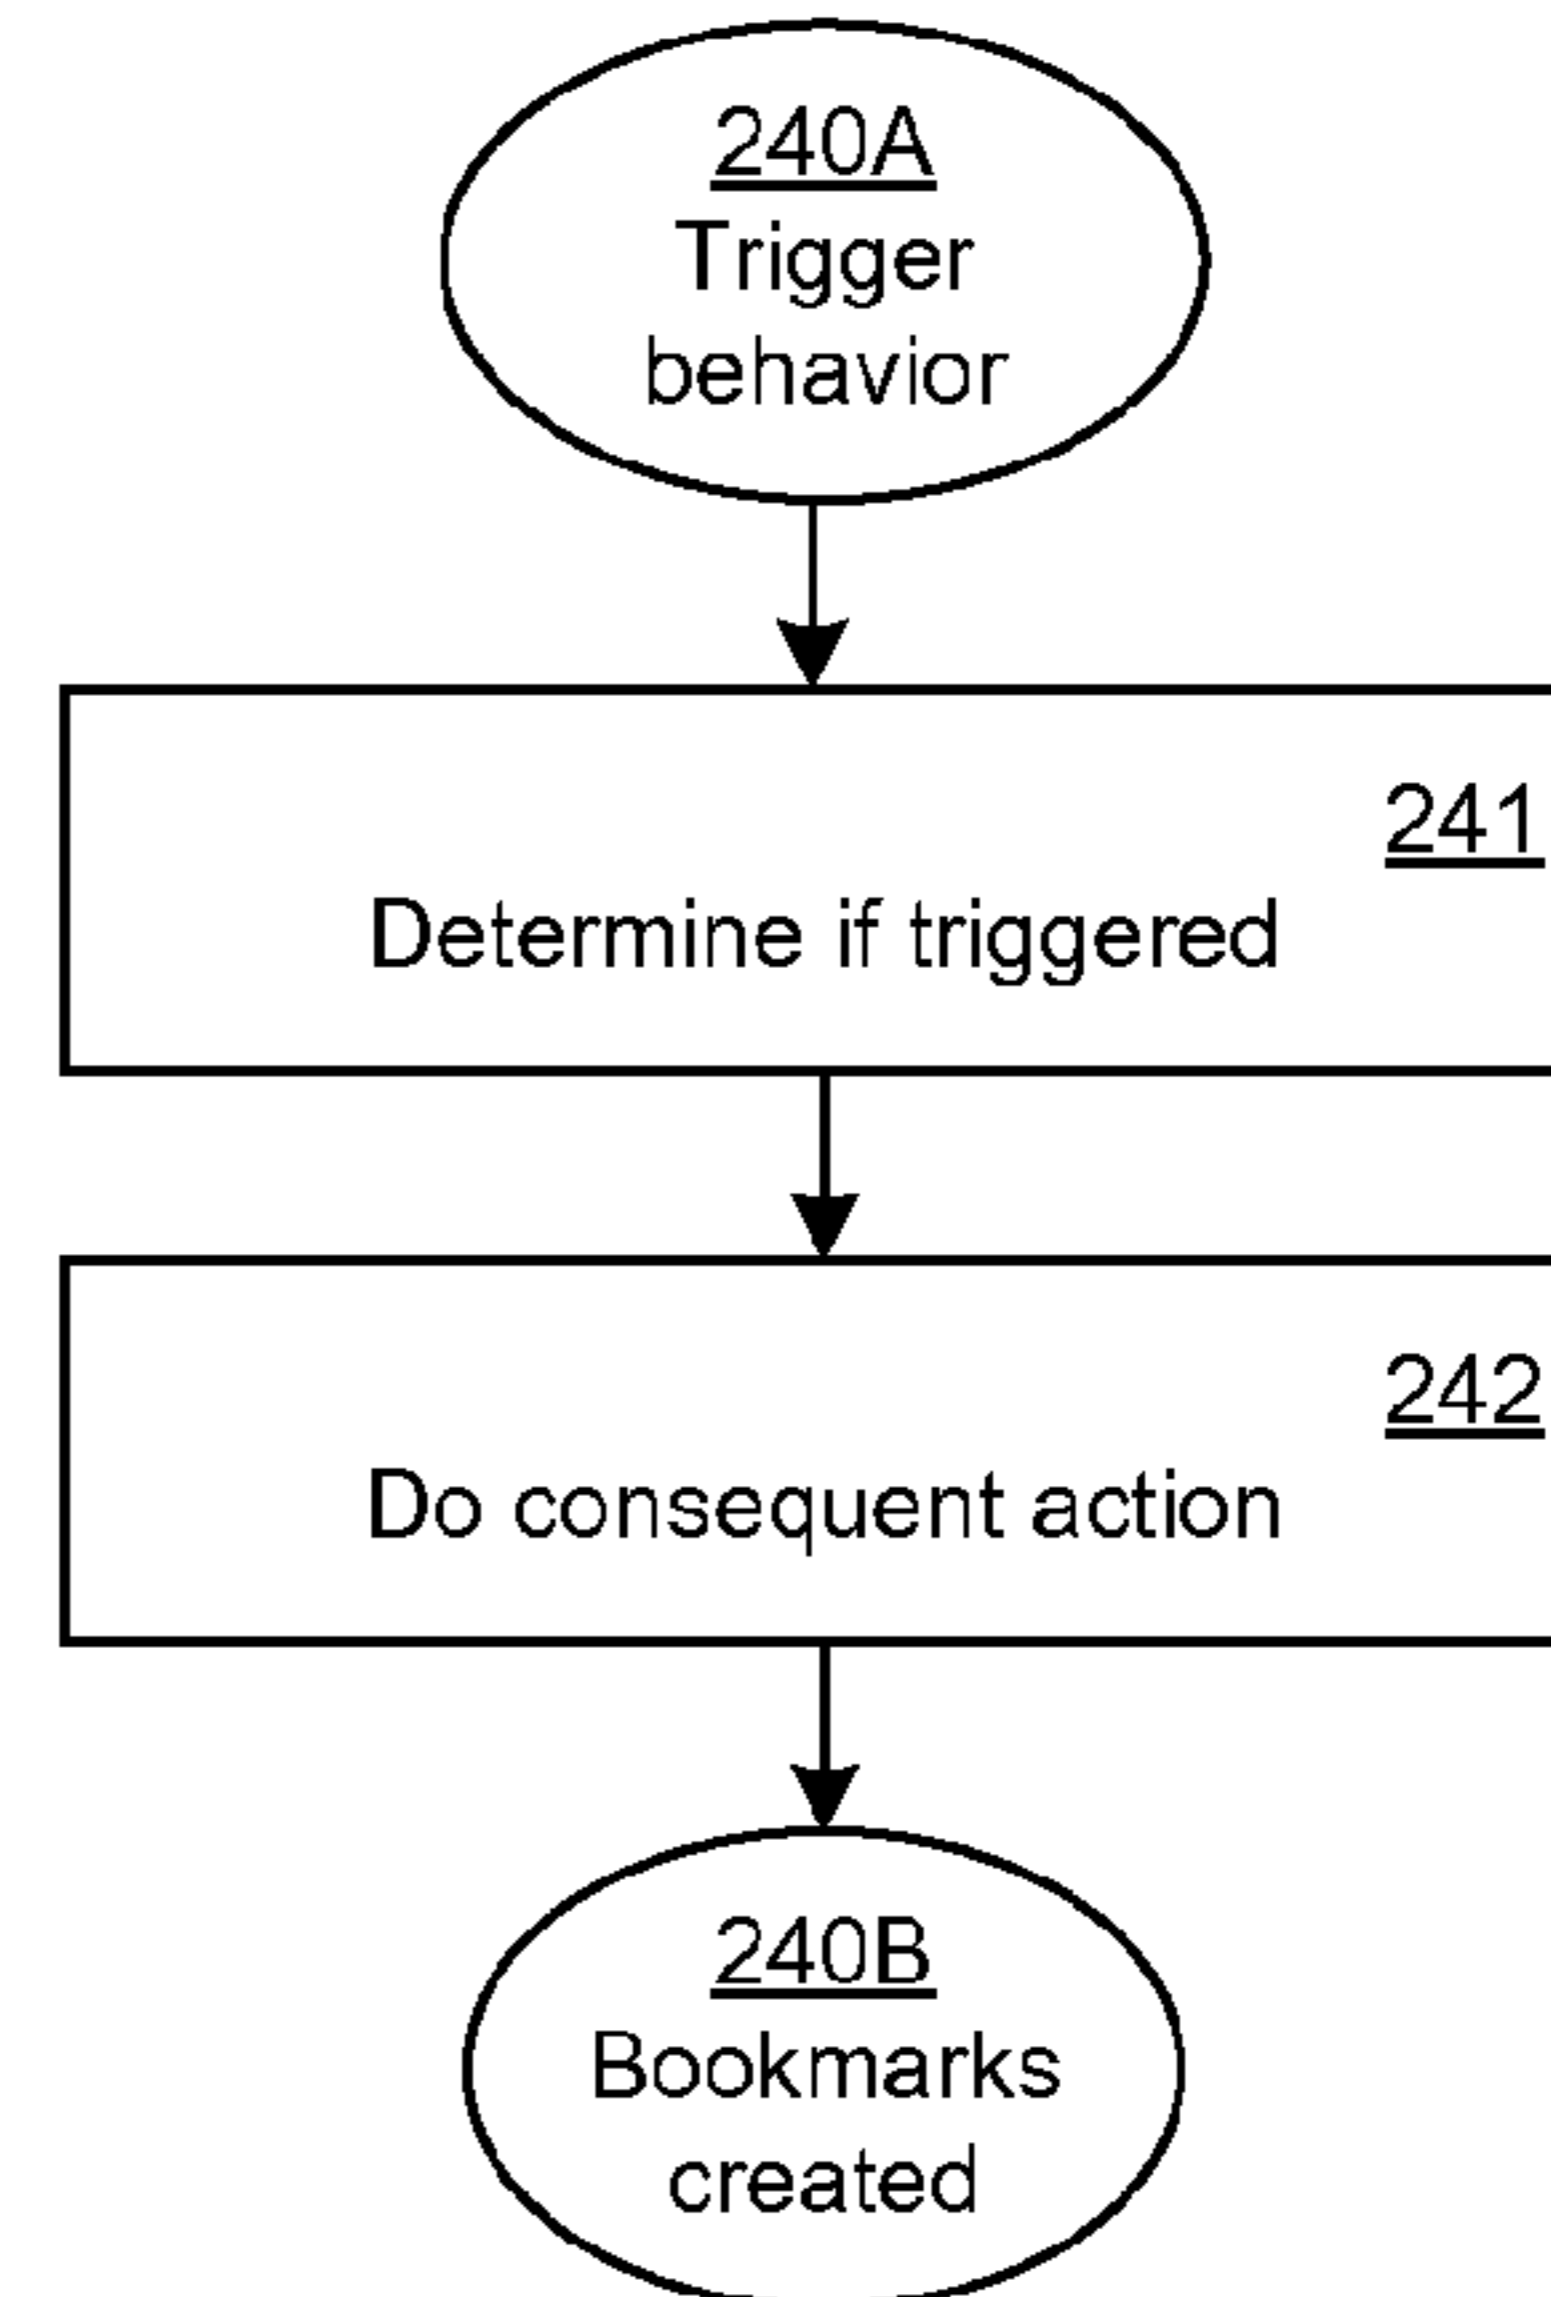 240A
Trigger
behavior
241
Determine if triggered
242
Do consequent action
240B
Bookmarks
created